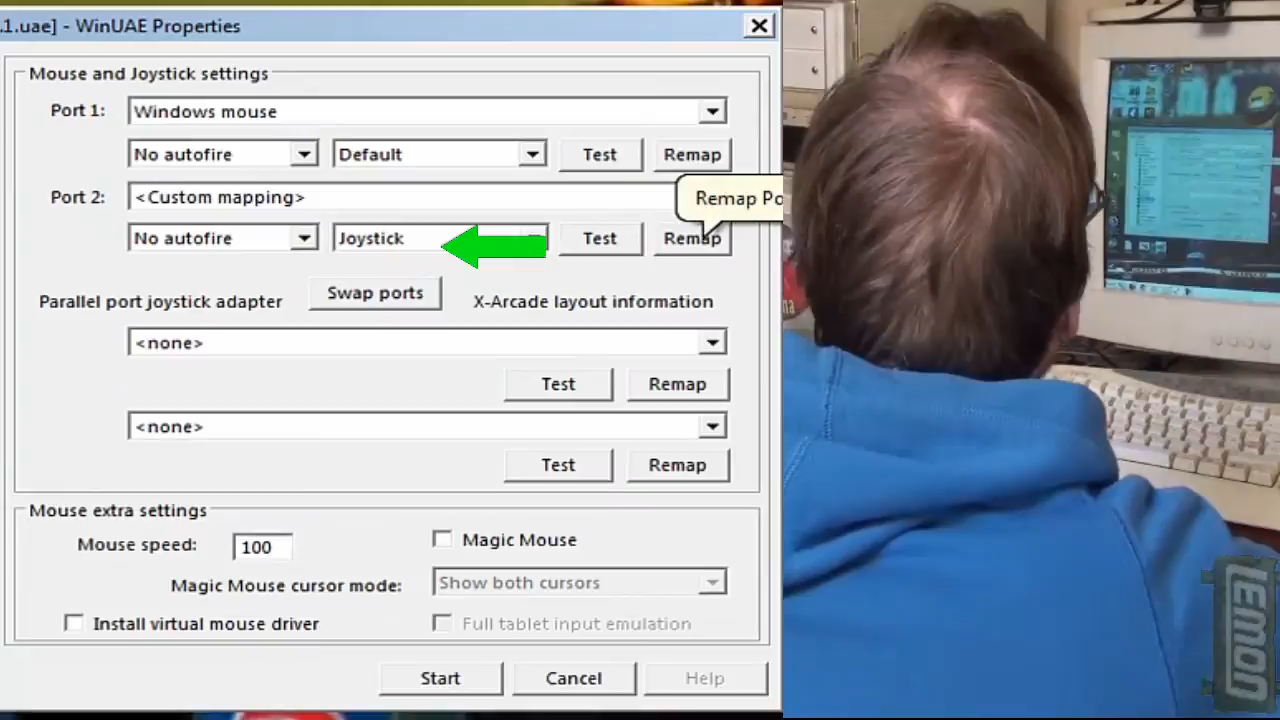 .1.uae] - WinUAE Properties
Mouse and Joystick settings
Port 1: Windows mouse
No autofire Default Test Remap
Port 2: <Custom mapping>
Remap Po
No autofire Joystick Test Remap
Parallel port joystick adapter Swap ports X-Arcade layout information
<none>
Test Remap
<none>
Test Remap
Mouse extra settings
Mouse speed: 100 Magic Mouse
Magic Mouse cursor mode: Show both cursors
Install virtual mouse driver Full tablet input emulation
Start Cancel Help
LEMON